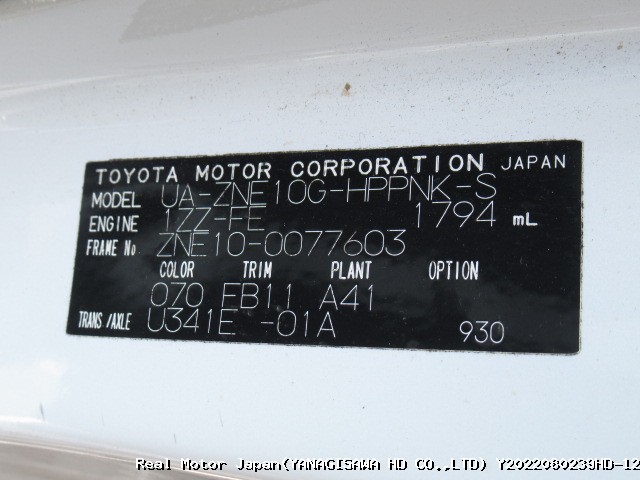 TOYOTA MOTOR CORPORATION JAPAN
MODEL UA-ZNE10G-HPPNK-S
ENGINE 1ZZ-FE 1794 mL
FRAME No ZNE10-0077603
COLOR TRIM PLANT OPTION
070 FB11 A41
TRANS/AXLE U341E -01A 930
Real Motor Japan(YANAGISAWA HD CO.,LTD) Y2022080239HD-12